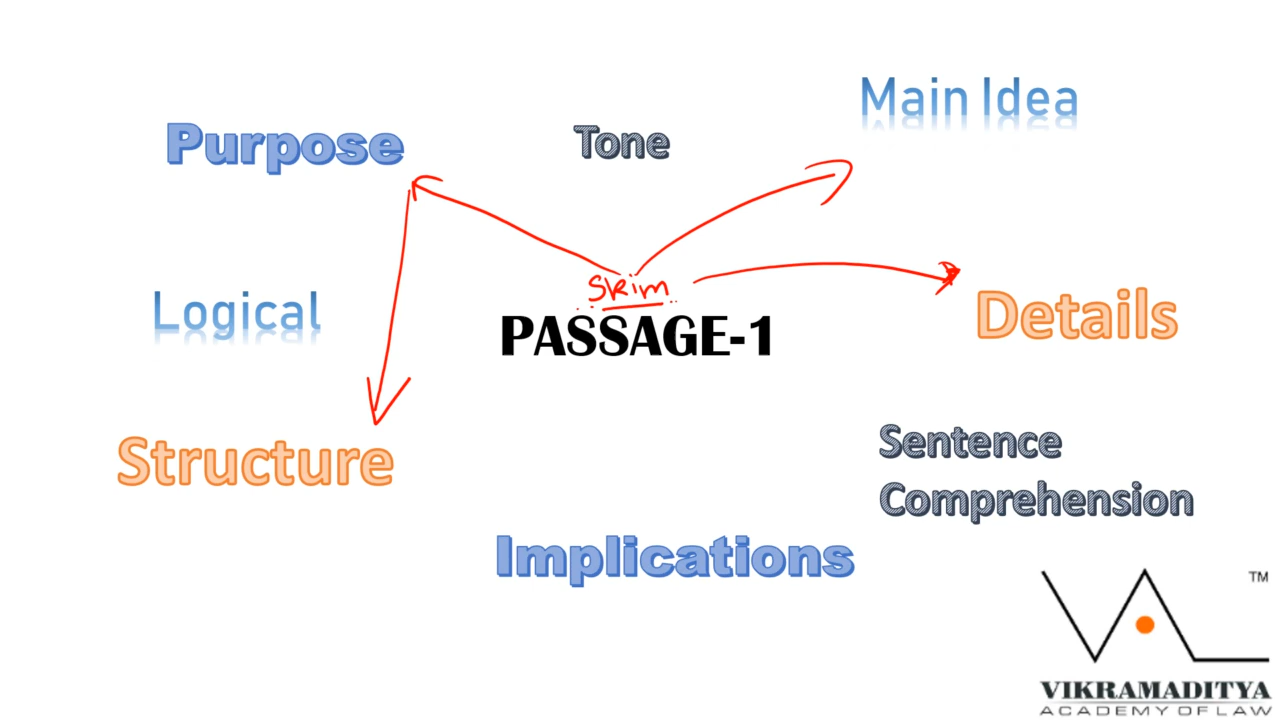 Main Idea
Purpose
Tone
Skim
Logical
PASSAGE-1
Details
Structure
Sentence
Comprehension
Implications
TM
VIKRAMADITYA
ACADEMY OF LAW